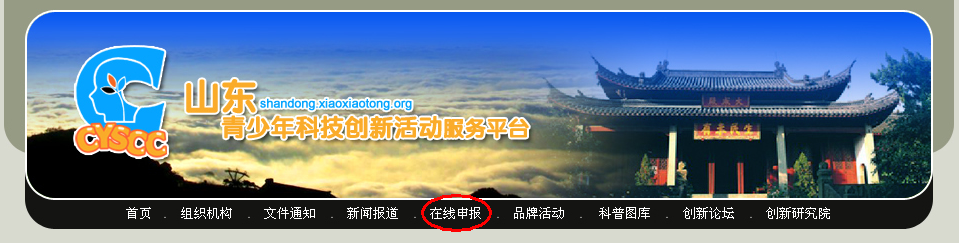 山东
shandong.xiaoxiaotong.org
青少年科技创新活动服务平台
CYSCC
首页 . 组织机构 . 文件通知 . 新闻报道 . 在线申报 . 品牌活动 . 科普图库 . 创新论坛 . 创新研究院